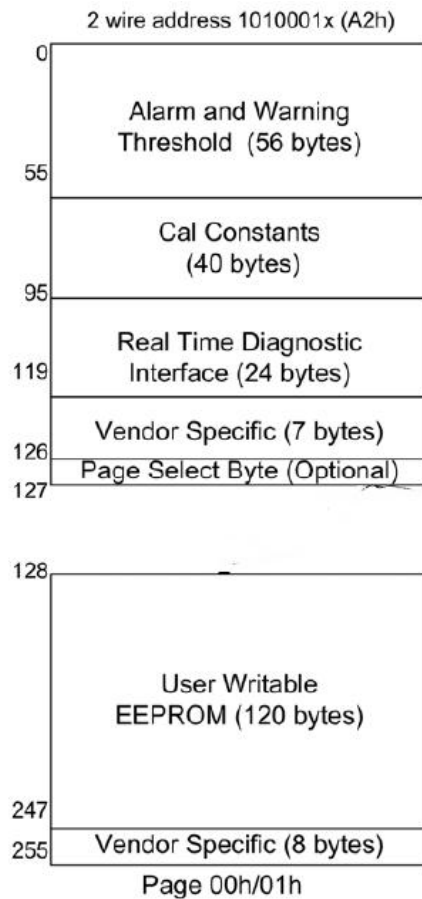 2 wire address 1010001x (A2h)
0
Alarm and Warning
Threshold (56 bytes)
55
Cal Constants
(40 bytes)
95
Real Time Diagnostic
119
Interface (24 bytes)
Vendor Specific (7 bytes)
126
Page Select Byte (Optional)
127
128
User Writable
EEPROM (120 bytes)
247
Vendor Specific (8 bytes)
255
Page 00h/01h